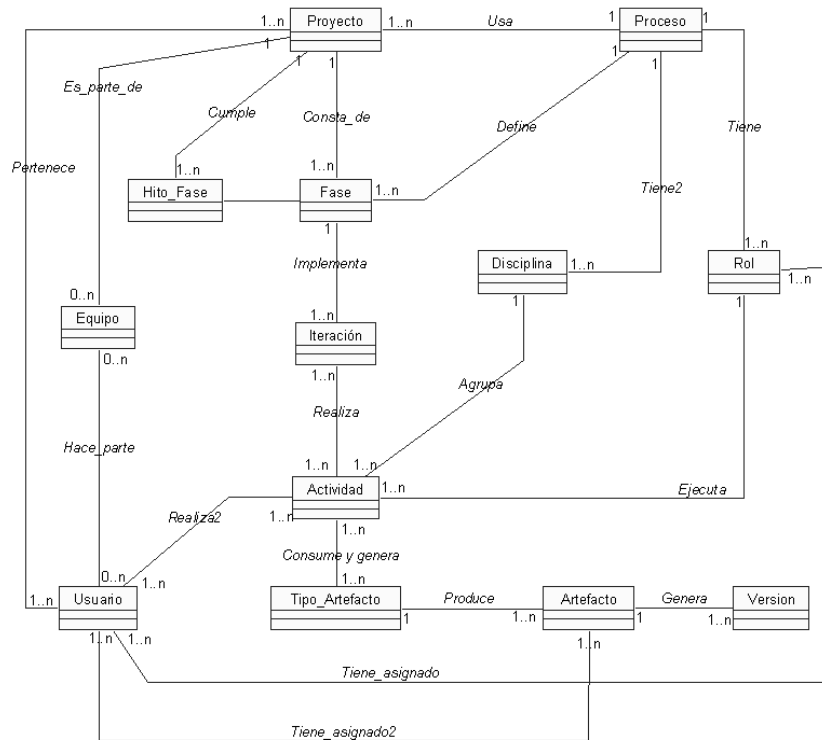 1..n Proyecto 1..n Usa 1 Proceso 1
1 1 1 1 1
Es_parte_de
Cumple Consta_de Define Tiene
Pertenece 1..n 1..n Tiene2
Hito_Fase Fase 1..n
1 1..n
Implementa Disciplina 1..n Rol 1..n
0..n 1..n 1 1
Equipo Iteración
0..n 1..n
Agrupa
Realiza
Hace_parte
1..n 1..n
Actividad 1..n Ejecuta
Realiza2 1..n 1..n
Consume y genera
0..n 1..n 1..n
1..n Usuario Tipo_Artefacto Produce Artefacto Genera Version
1 1..n 1 1..n
1..n 1..n 1..n
Tiene_asignado
Tiene_asignado2